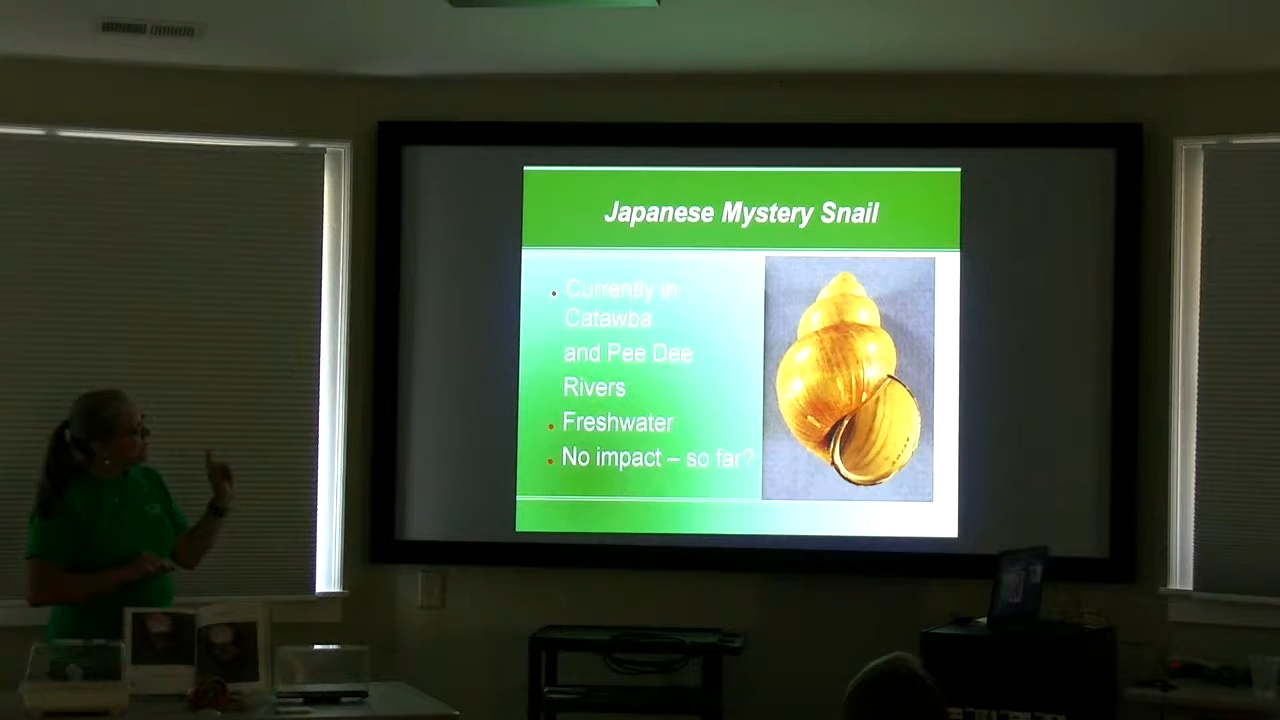 Japanese Mystery Snail
• Currently in
Catawba
and Pee Dee
Rivers
• Freshwater
• No impact – so far?